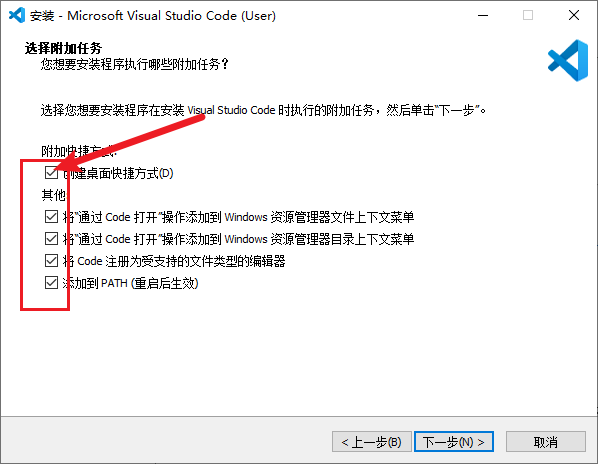 安装 - Microsoft Visual Studio Code (User)
选择附加任务
您想要安装程序执行哪些附加任务？
选择您想要安装程序在安装 Visual Studio Code 时执行的附加任务，然后单击“下一步”。
附加快捷方式:
创建桌面快捷方式(D)
其他:
将“通过 Code 打开”操作添加到 Windows 资源管理器文件上下文菜单
将“通过 Code 打开”操作添加到 Windows 资源管理器目录上下文菜单
将 Code 注册为受支持的文件类型的编辑器
添加到 PATH (重启后生效)
< 上一步(B) 下一步(N) > 取消